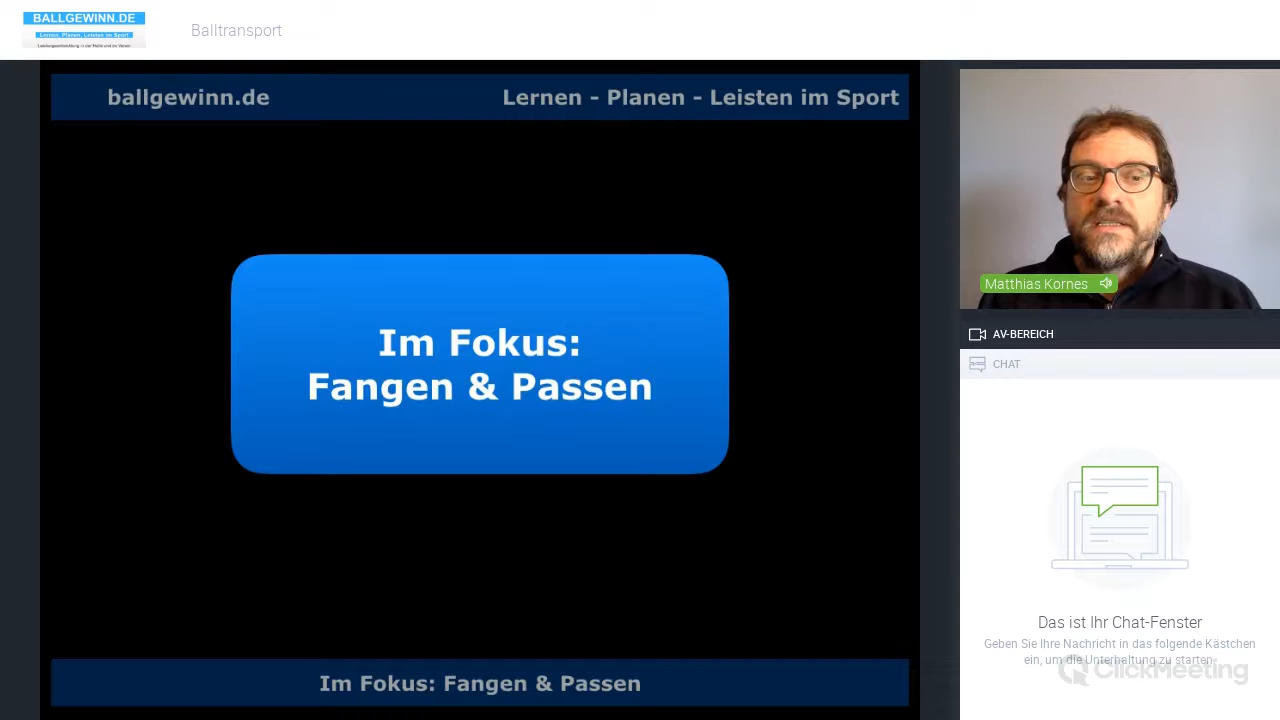 BALLGEWINN.DE
Lernen, Planen, Leisten im Sport
Balltransport
ballgewinn.de
Lernen - Planen - Leisten im Sport
Im Fokus:
Fangen & Passen
Im Fokus: Fangen & Passen
Matthias Kornes
AV-BEREICH
CHAT
Das ist Ihr Chat-Fenster
Geben Sie Ihre Nachricht in das folgende Kästchen
ein, um die Unterhaltung zu starten.
ClickMeeting